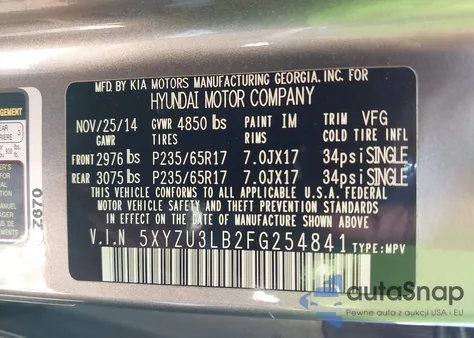 MFD. BY KIA MOTORS MANUFACTURING GEORGIA, INC. FOR
HYUNDAI MOTOR COMPANY
NOV/25/14 GVWR 4850 lbs PAINT IM TRIM VFG
GAWR TIRES RIMS COLD TIRE INFL
FRONT 2976 lbs P235/65R17 7.0JX17 34psi SINGLE
REAR 3075 lbs P235/65R17 7.0JX17 34psi SINGLE
THIS VEHICLE CONFORMS TO ALL APPLICABLE U.S.A. FEDERAL
MOTOR VEHICLE SAFETY, BUMPER, AND THEFT PREVENTION
STANDARDS IN EFFECT ON THE DATE OF MANUFACTURE SHOWN ABOVE.
V.I.N 5XYZU3LB2FG254841 TYPE:MPV
Z670
autoSnap
Pewne auta z aukcji USA - EU